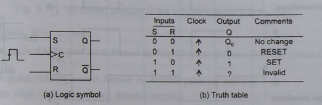 S Q
>C
R Q̅
(a) Logic symbol
Inputs Clock Output Comments
S R Q
0 0 ↑ Q₀ No change
0 1 ↑ 0 RESET
1 0 ↑ 1 SET
1 1 ↑ ? Invalid
(b) Truth table